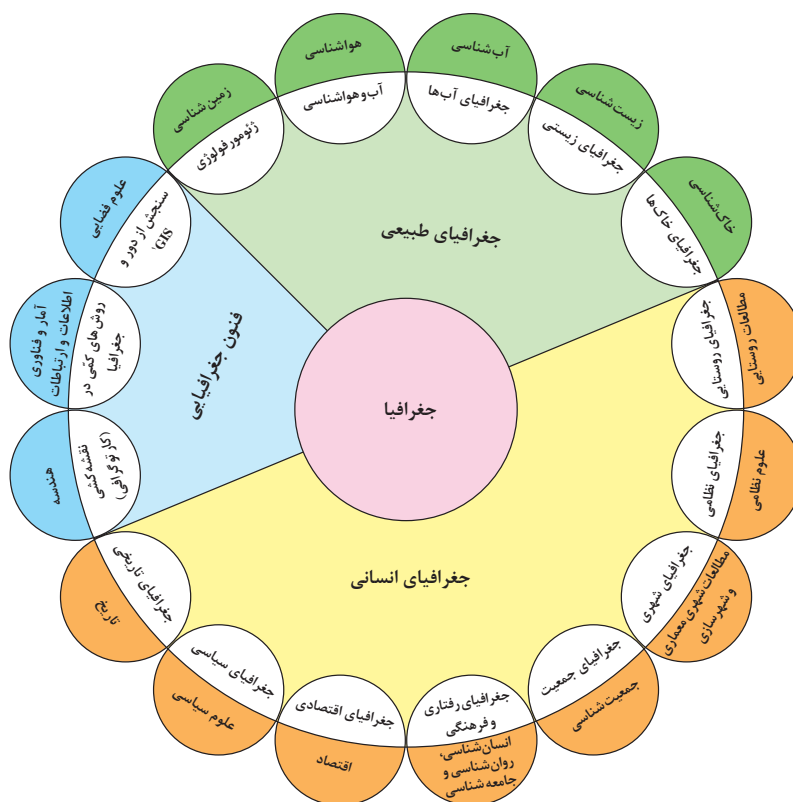 جغرافیا
جغرافیای طبیعی
زمین‌شناسی
ژئومورفولوژی
هواشناسی
آب‌وهواشناسی
آب‌شناسی
جغرافیای آب‌ها
زیست‌شناسی
جغرافیای زیستی
خاک‌شناسی
جغرافیای خاک‌ها
جغرافیای انسانی
مطالعات روستایی
جغرافیای روستایی
علوم نظامی
جغرافیای نظامی
مطالعات شهری معماری
و شهرسازی
جغرافیای شهری
جمعیت‌شناسی
جغرافیای جمعیت
جغرافیای رفتاری
و فرهنگی
انسان‌شناسی،
روان‌شناسی و
جامعه‌شناسی
جغرافیای اقتصادی
اقتصاد
جغرافیای سیاسی
علوم سیاسی
جغرافیای تاریخی
تاریخ
فنون جغرافیایی
هندسه
نقشه‌کشی
(کارتوگرافی)
آمار و فناوری
اطلاعات و ارتباطات
روش‌های کمّی در
جغرافیا
علوم فضایی
سنجش از دور و
GIS